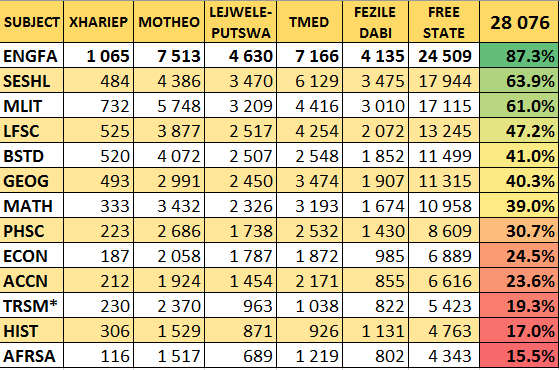 SUBJECT XHARIEP MOTHEO LEJWELE-PUTSWA TMED FEZILE DABI FREE STATE 28 076
ENGFA 1 065 7 513 4 630 7 166 4 135 24 509 87.3%
SESHL 484 4 386 3 470 6 129 3 475 17 944 63.9%
MLIT 732 5 748 3 209 4 416 3 010 17 115 61.0%
LFSC 525 3 877 2 517 4 254 2 072 13 245 47.2%
BSTD 520 4 072 2 507 2 548 1 852 11 499 41.0%
GEOG 493 2 991 2 450 3 474 1 907 11 315 40.3%
MATH 333 3 432 2 326 3 193 1 674 10 958 39.0%
PHSC 223 2 686 1 738 2 532 1 430 8 609 30.7%
ECON 187 2 058 1 787 1 872 985 6 889 24.5%
ACCN 212 1 924 1 454 2 171 855 6 616 23.6%
TRSM* 230 2 370 963 1 038 822 5 423 19.3%
HIST 306 1 529 871 926 1 131 4 763 17.0%
AFRSA 116 1 517 689 1 219 802 4 343 15.5%